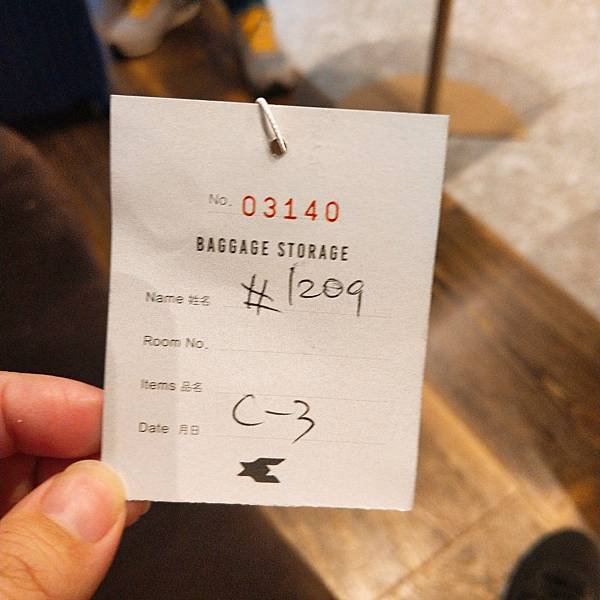 No. 03140
BAGGAGE STORAGE
Name 姓名 #1209
Room No.
Items 品名
C-3
Date 月日